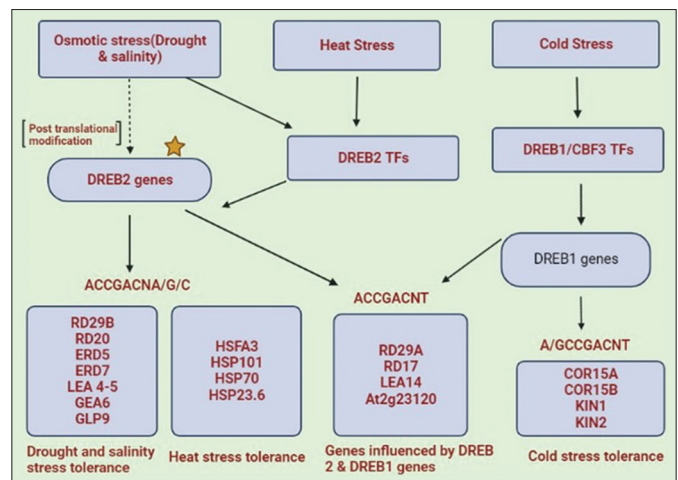 Osmotic stress(Drought
& salinity)
Heat Stress
Cold Stress
[Post translational
modification]
DREB2 genes
DREB2 TFs
DREB1/CBF3 TFs
DREB1 genes
ACCGACNA/G/C
ACCGACNT
A/GCCGACNT
RD29B
RD20
ERD5
ERD7
LEA 4-5
GEA6
GLP9
HSFA3
HSP101
HSP70
HSP23.6
RD29A
RD17
LEA14
At2g23120
COR15A
COR15B
KIN1
KIN2
Drought and salinity
stress tolerance
Heat stress tolerance
Genes influenced by DREB
2 & DREB1 genes
Cold stress tolerance